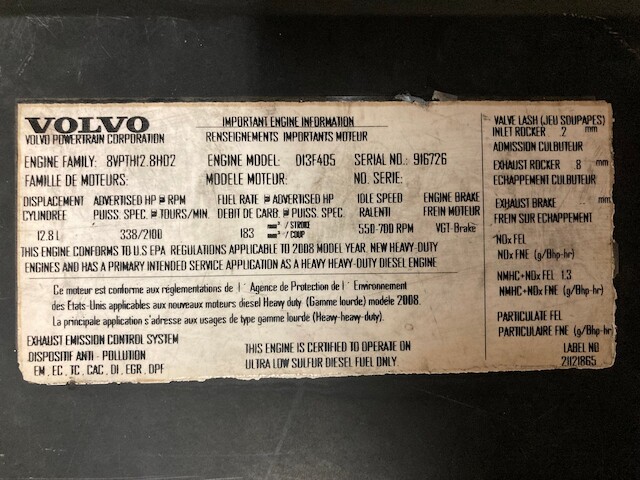 VOLVO
VOLVO POWERTRAIN CORPORATION
IMPORTANT ENGINE INFORMATION
RENSEIGNEMENTS IMPORTANTS MOTEUR
ENGINE FAMILY: 8VPTH12.8H02 ENGINE MODEL: D13F405 SERIAL NO.: 916726
FAMILLE DE MOTEURS: MODELE MOTEUR: NO. SERIE:
DISPLACEMENT ADVERTISED HP @ RPM FUEL RATE @ ADVERTISED HP IDLE SPEED ENGINE BRAKE
CYLINDREE PUISS. SPEC @ TOURS/MIN. DEBIT DE CARB. @ PUISS. SPEC. RALENTI FREIN MOTEUR
12.8 L 338/2100 183 mm³ / STROKE 550-700 RPM VGT-Brake
mm³ / COUP
THIS ENGINE CONFORMS TO U.S EPA REGULATIONS APPLICABLE TO 2008 MODEL YEAR, NEW HEAVY-DUTY
ENGINES AND HAS A PRIMARY INTENDED SERVICE APPLICATION AS A HEAVY HEAVY-DUTY DIESEL ENGINE
Ce moteur est conforme aux réglementations de l´ Agence de Protection de l´ Environnement
des États-Unis applicables aux nouveaux moteurs diesel Heavy duty (Gamme lourde) modèle 2008.
La principale application s'adresse aux usages de type gamme lourde (Heavy-heavy-duty).
EXHAUST EMISSION CONTROL SYSTEM
DISPOSITIF ANTI - POLLUTION
EM, EC, TC, CAC, DI, EGR, DPF
THIS ENGINE IS CERTIFIED TO OPERATE ON
ULTRA LOW SULFUR DIESEL FUEL ONLY.
VALVE LASH (JEU SOUPAPES)
INLET ROCKER .2 mm
ADMISSION CULBUTEUR
EXHAUST ROCKER .8 mm
ECHAPPEMENT CULBUTEUR
EXHAUST BRAKE mm
FREIN SUR ECHAPPEMENT
NOx FEL
NOx FNE (g/Bhp-hr)
NMHC+NOx FEL 1.3
NMHC+NOx FNE (g/Bhp-hr)
PARTICULATE FEL
PARTICULAIRE FNE (g/Bhp-hr)
LABEL NO
21121865